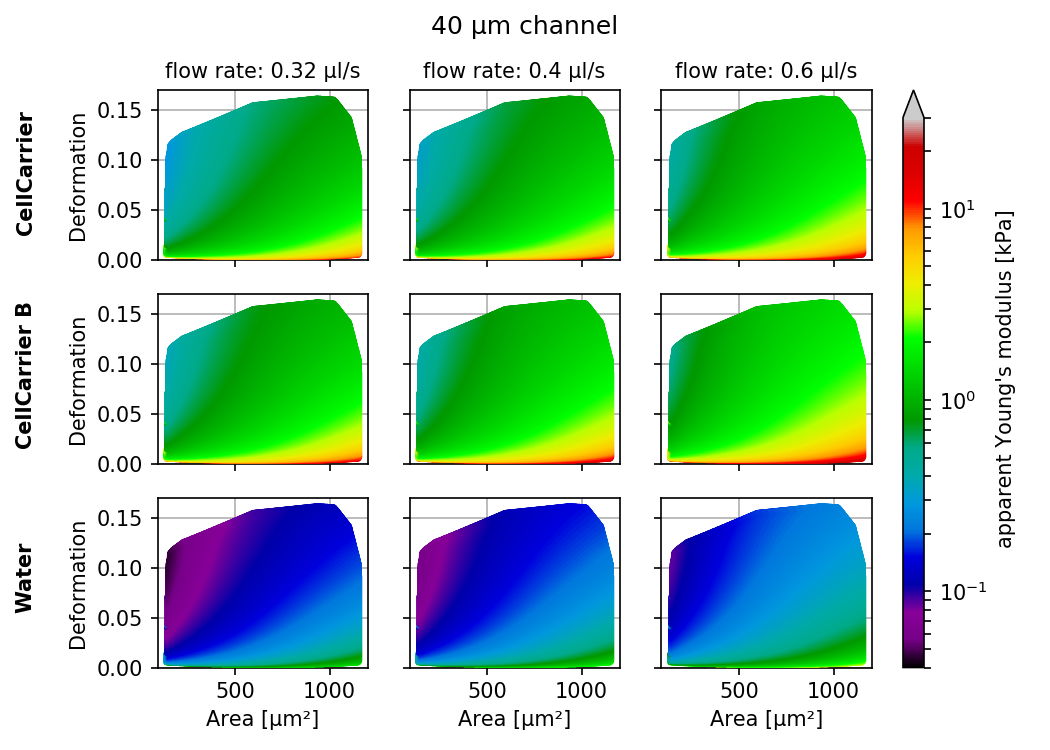 40 µm channel
flow rate: 0.32 µl/s
flow rate: 0.4 µl/s
flow rate: 0.6 µl/s
CellCarrier
Deformation
0.15
0.10
0.05
0.00
CellCarrier B
Deformation
0.15
0.10
0.05
0.00
Water
Deformation
0.15
0.10
0.05
0.00
500 1000
Area [µm²]
500 1000
Area [µm²]
500 1000
Area [µm²]
10¹
10⁰
10⁻¹
apparent Young's modulus [kPa]